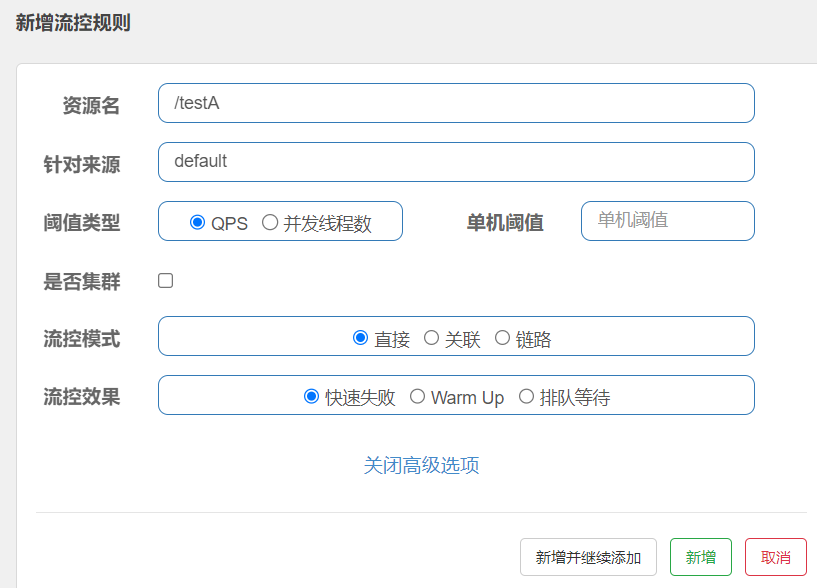 新增流控规则
资源名 /testA
针对来源 default
阈值类型 QPS 并发线程数 单机阈值 单机阈值
是否集群
流控模式 直接 关联 链路
流控效果 快速失败 Warm Up 排队等待
关闭高级选项
新增并继续添加 新增 取消